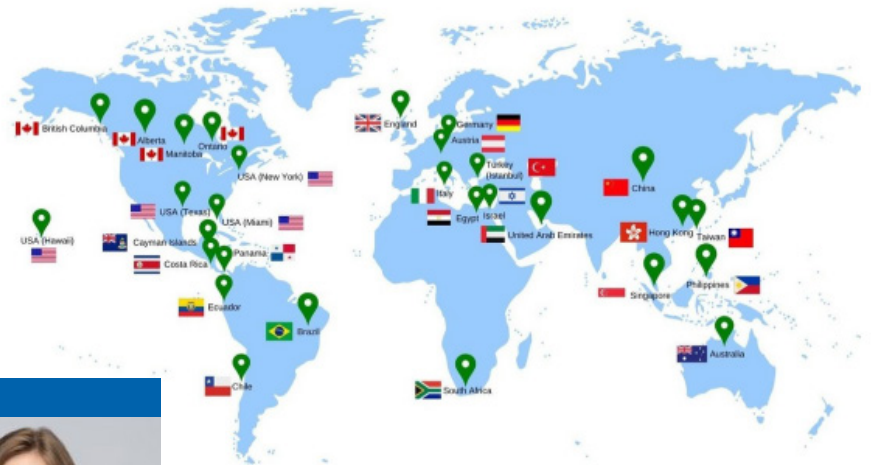 British Columbia
Alberta
Manitoba
Ontario
USA (New York)
USA (Texas)
USA (Miami)
USA (Hawaii)
Cayman Islands
Costa Rica
Panama
Ecuador
Brazil
Chile
England
Germany
Austria
Turkey
(Istanbul)
Italy
Egypt
Israel
United Arab Emirates
South Africa
China
Hong Kong
Taiwan
Singapore
Philippines
Australia